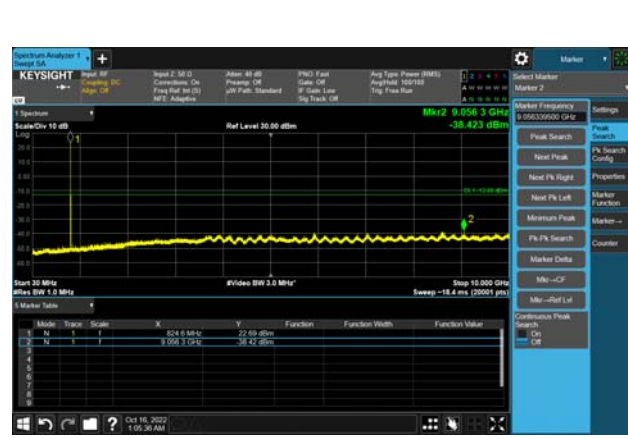 Spectrum Analyzer 1
Swept SA
KEYSIGHT
Input: RF
Coupling: DC
Align: Off
Input Z: 50 Ω
Corrections: On
Freq Ref: Int (S)
NFE: Adaptive
Atten: 40 dB
Preamp: Off
µW Path: Standard
PNO: Fast
Gate: Off
IF Gain: Low
Sig Track: Off
Avg Type: Power (RMS)
Avg|Hold: 100/100
Trig: Free Run
1 Spectrum
Scale/Div 10 dB
Ref Level 30.00 dBm
Mkr2 9.056 3 GHz
-38.423 dBm
Log
1
2
Start 30 MHz
#Res BW 1.0 MHz
#Video BW 3.0 MHz*
Stop 10.000 GHz
Sweep ~18.4 ms (20001 pts)
5 Marker Table
Mode Trace Scale X Y Function Function Width Function Value
1 N 1 f 824.6 MHz 22.69 dBm
2 N 1 f 9.056 3 GHz -38.42 dBm
3
4
5
6
7
8
9
Oct 16, 2022
1:05:36 AM
Marker
Select Marker
Marker 2
Marker Frequency
9.056339500 GHz
Peak Search
Next Peak
Next Pk Right
Next Pk Left
Minimum Peak
Pk-Pk Search
Marker Delta
Mkr→CF
Mkr→Ref Lvl
Continuous Peak
Search
On
Off
Settings
Peak
Search
Pk Search
Config
Properties
Marker
Function
Marker→
Counter